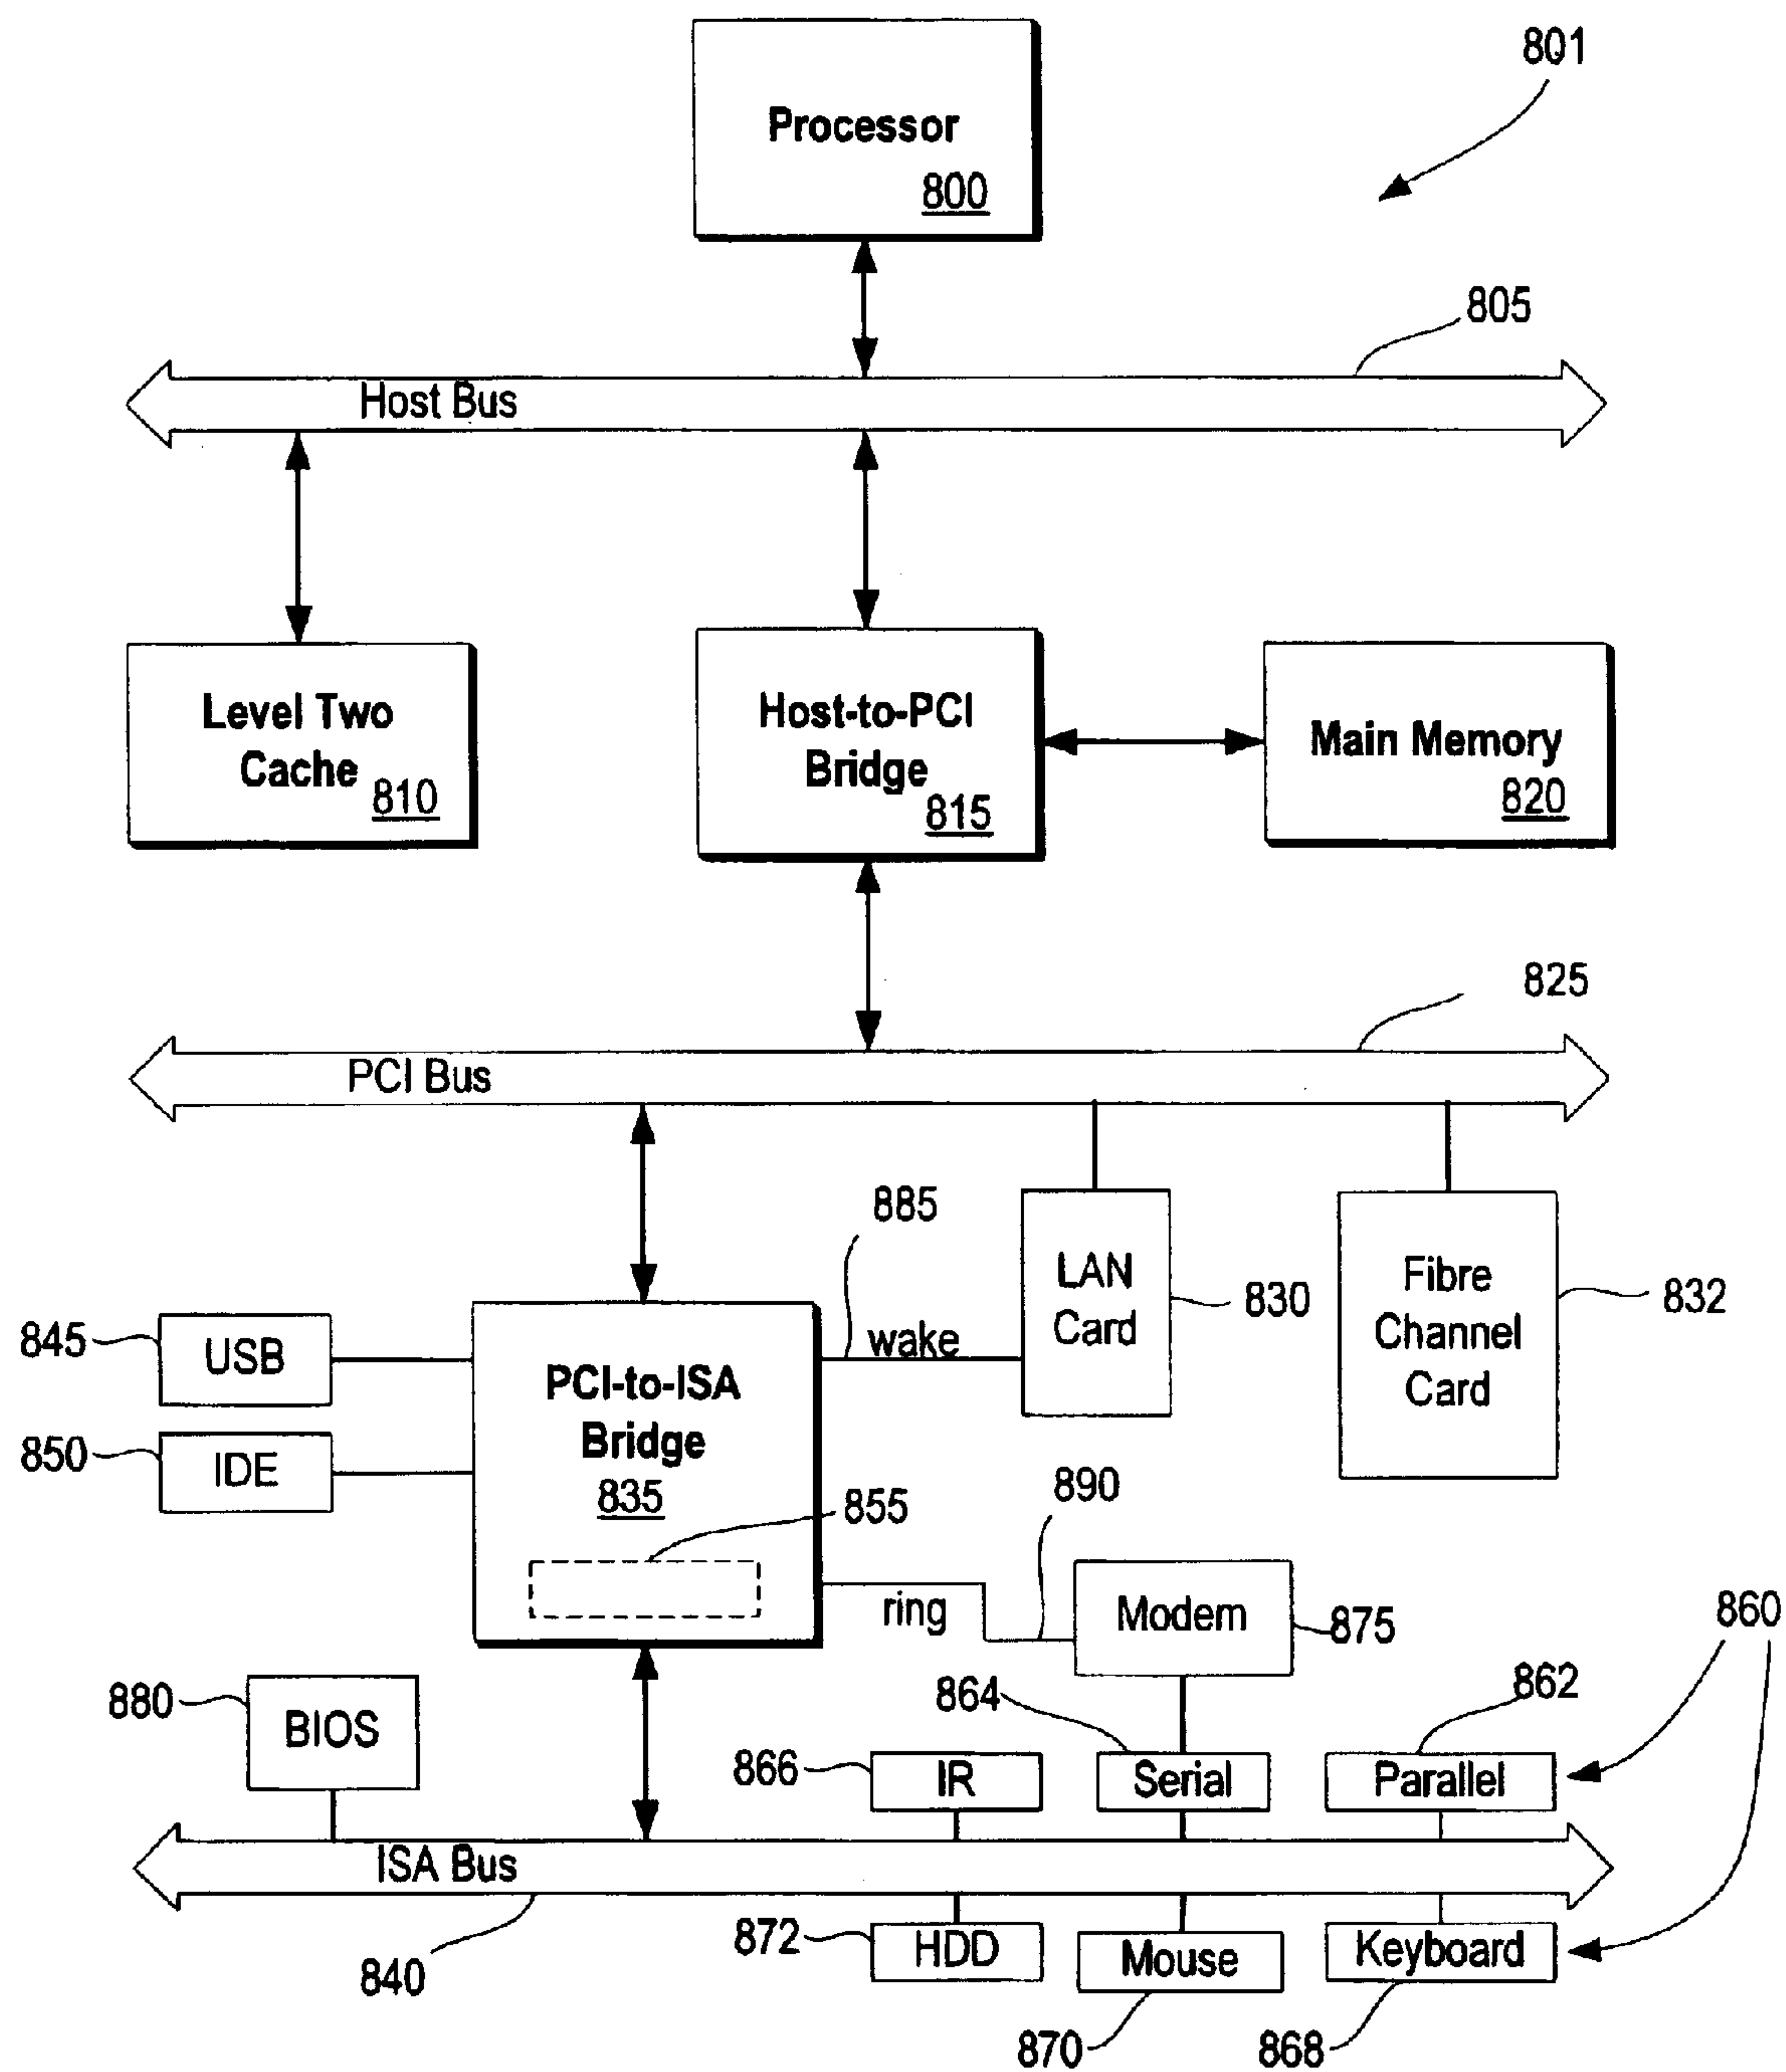 801
Processor
800
805
Host Bus
Level Two
Cache
810
Host-to-PCI
Bridge
815
Main Memory
820
825
PCI Bus
885
LAN
Card
830
Fibre
Channel
Card
832
wake
845
USB
850
IDE
PCI-to-ISA
Bridge
835
855
890
ring
Modem
875
860
880
BIOS
864
862
866
IR
Serial
Parallel
ISA Bus
840
872
HDD
Mouse
Keyboard
870
868